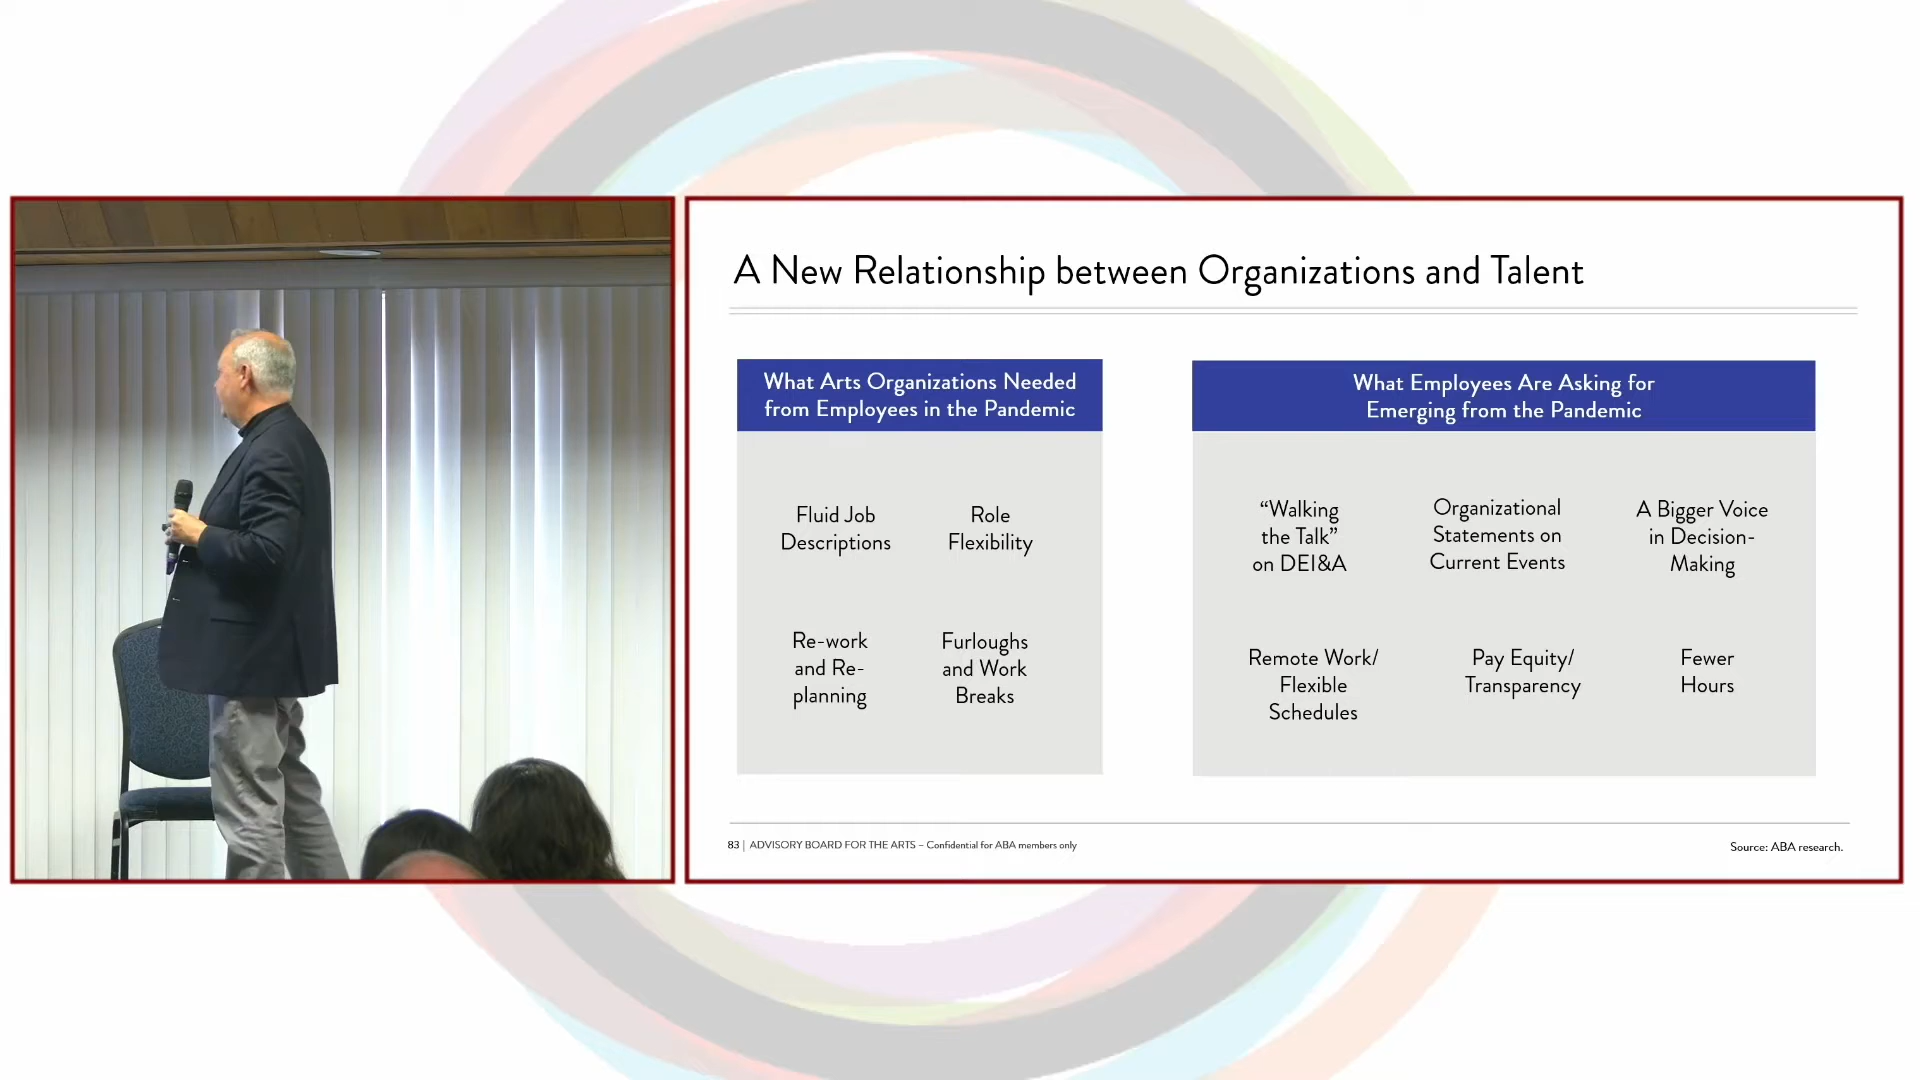 A New Relationship between Organizations and Talent
What Arts Organizations Needed
from Employees in the Pandemic
Fluid Job
Descriptions
Role
Flexibility
Re-work
and Re-
planning
Furloughs
and Work
Breaks
What Employees Are Asking for
Emerging from the Pandemic
“Walking
the Talk”
on DEI&A
Organizational
Statements on
Current Events
A Bigger Voice
in Decision-
Making
Remote Work/
Flexible
Schedules
Pay Equity/
Transparency
Fewer
Hours
83 | ADVISORY BOARD FOR THE ARTS – Confidential for ABA members only
Source: ABA research.